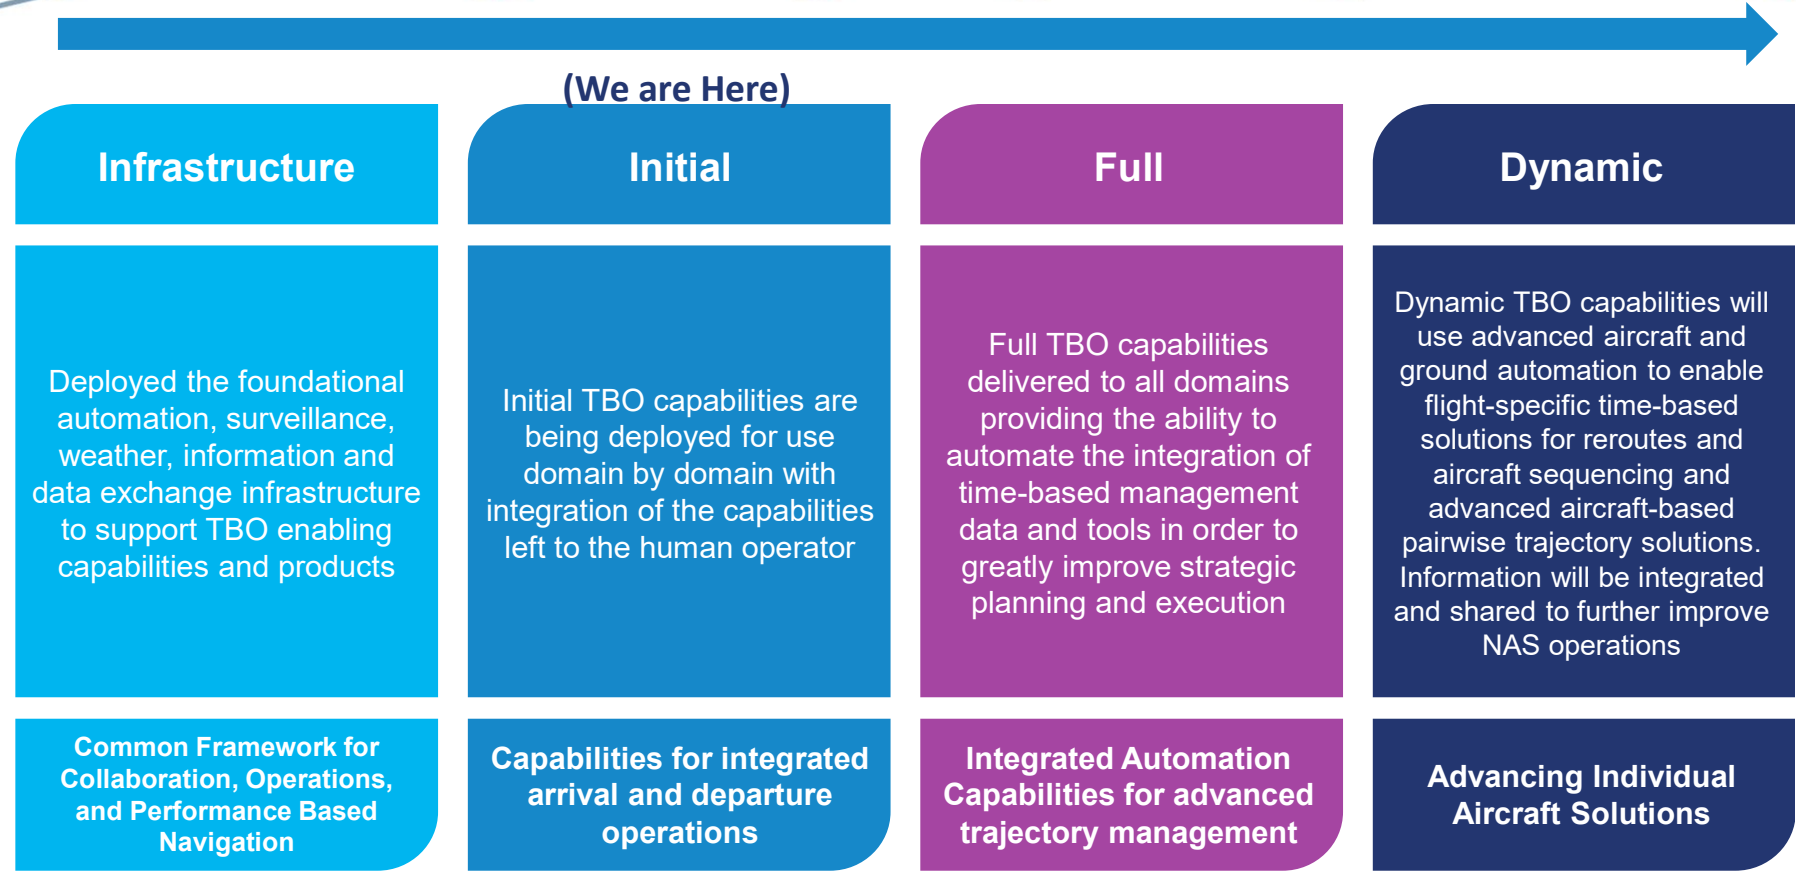 (We are Here)
Infrastructure
Deployed the foundational
automation, surveillance,
weather, information and
data exchange infrastructure
to support TBO enabling
capabilities and products
Common Framework for
Collaboration, Operations,
and Performance Based
Navigation
Initial
Initial TBO capabilities are
being deployed for use
domain by domain with
integration of the capabilities
left to the human operator
Capabilities for integrated
arrival and departure
operations
Full
Full TBO capabilities
delivered to all domains
providing the ability to
automate the integration of
time-based management
data and tools in order to
greatly improve strategic
planning and execution
Integrated Automation
Capabilities for advanced
trajectory management
Dynamic
Dynamic TBO capabilities will
use advanced aircraft and
ground automation to enable
flight-specific time-based
solutions for reroutes and
aircraft sequencing and
advanced aircraft-based
pairwise trajectory solutions.
Information will be integrated
and shared to further improve
NAS operations
Advancing Individual
Aircraft Solutions